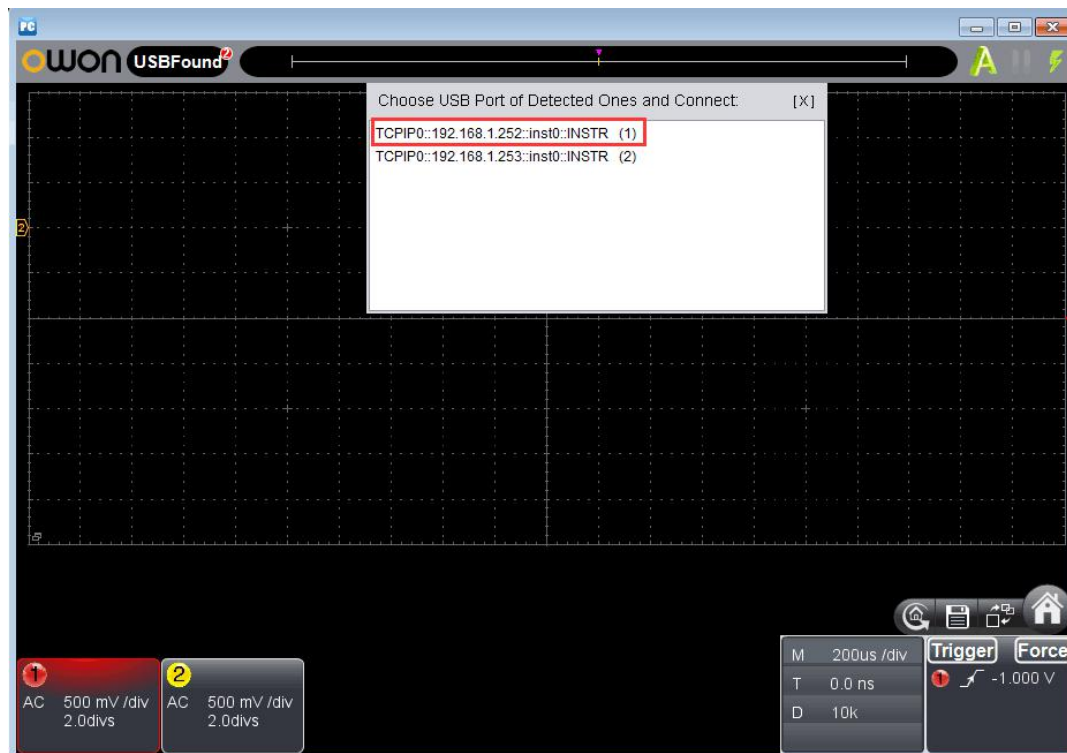 PC
OWON USBFound 2
A
Choose USB Port of Detected Ones and Connect: [X]
TCPIP0::192.168.1.252::inst0::INSTR (1)
TCPIP0::192.168.1.253::inst0::INSTR (2)
2
1
AC 500 mV /div
2.0divs
2
AC 500 mV /div
2.0divs
M 200us /div
T 0.0 ns
D 10k
Trigger Force
1 -1.000 V